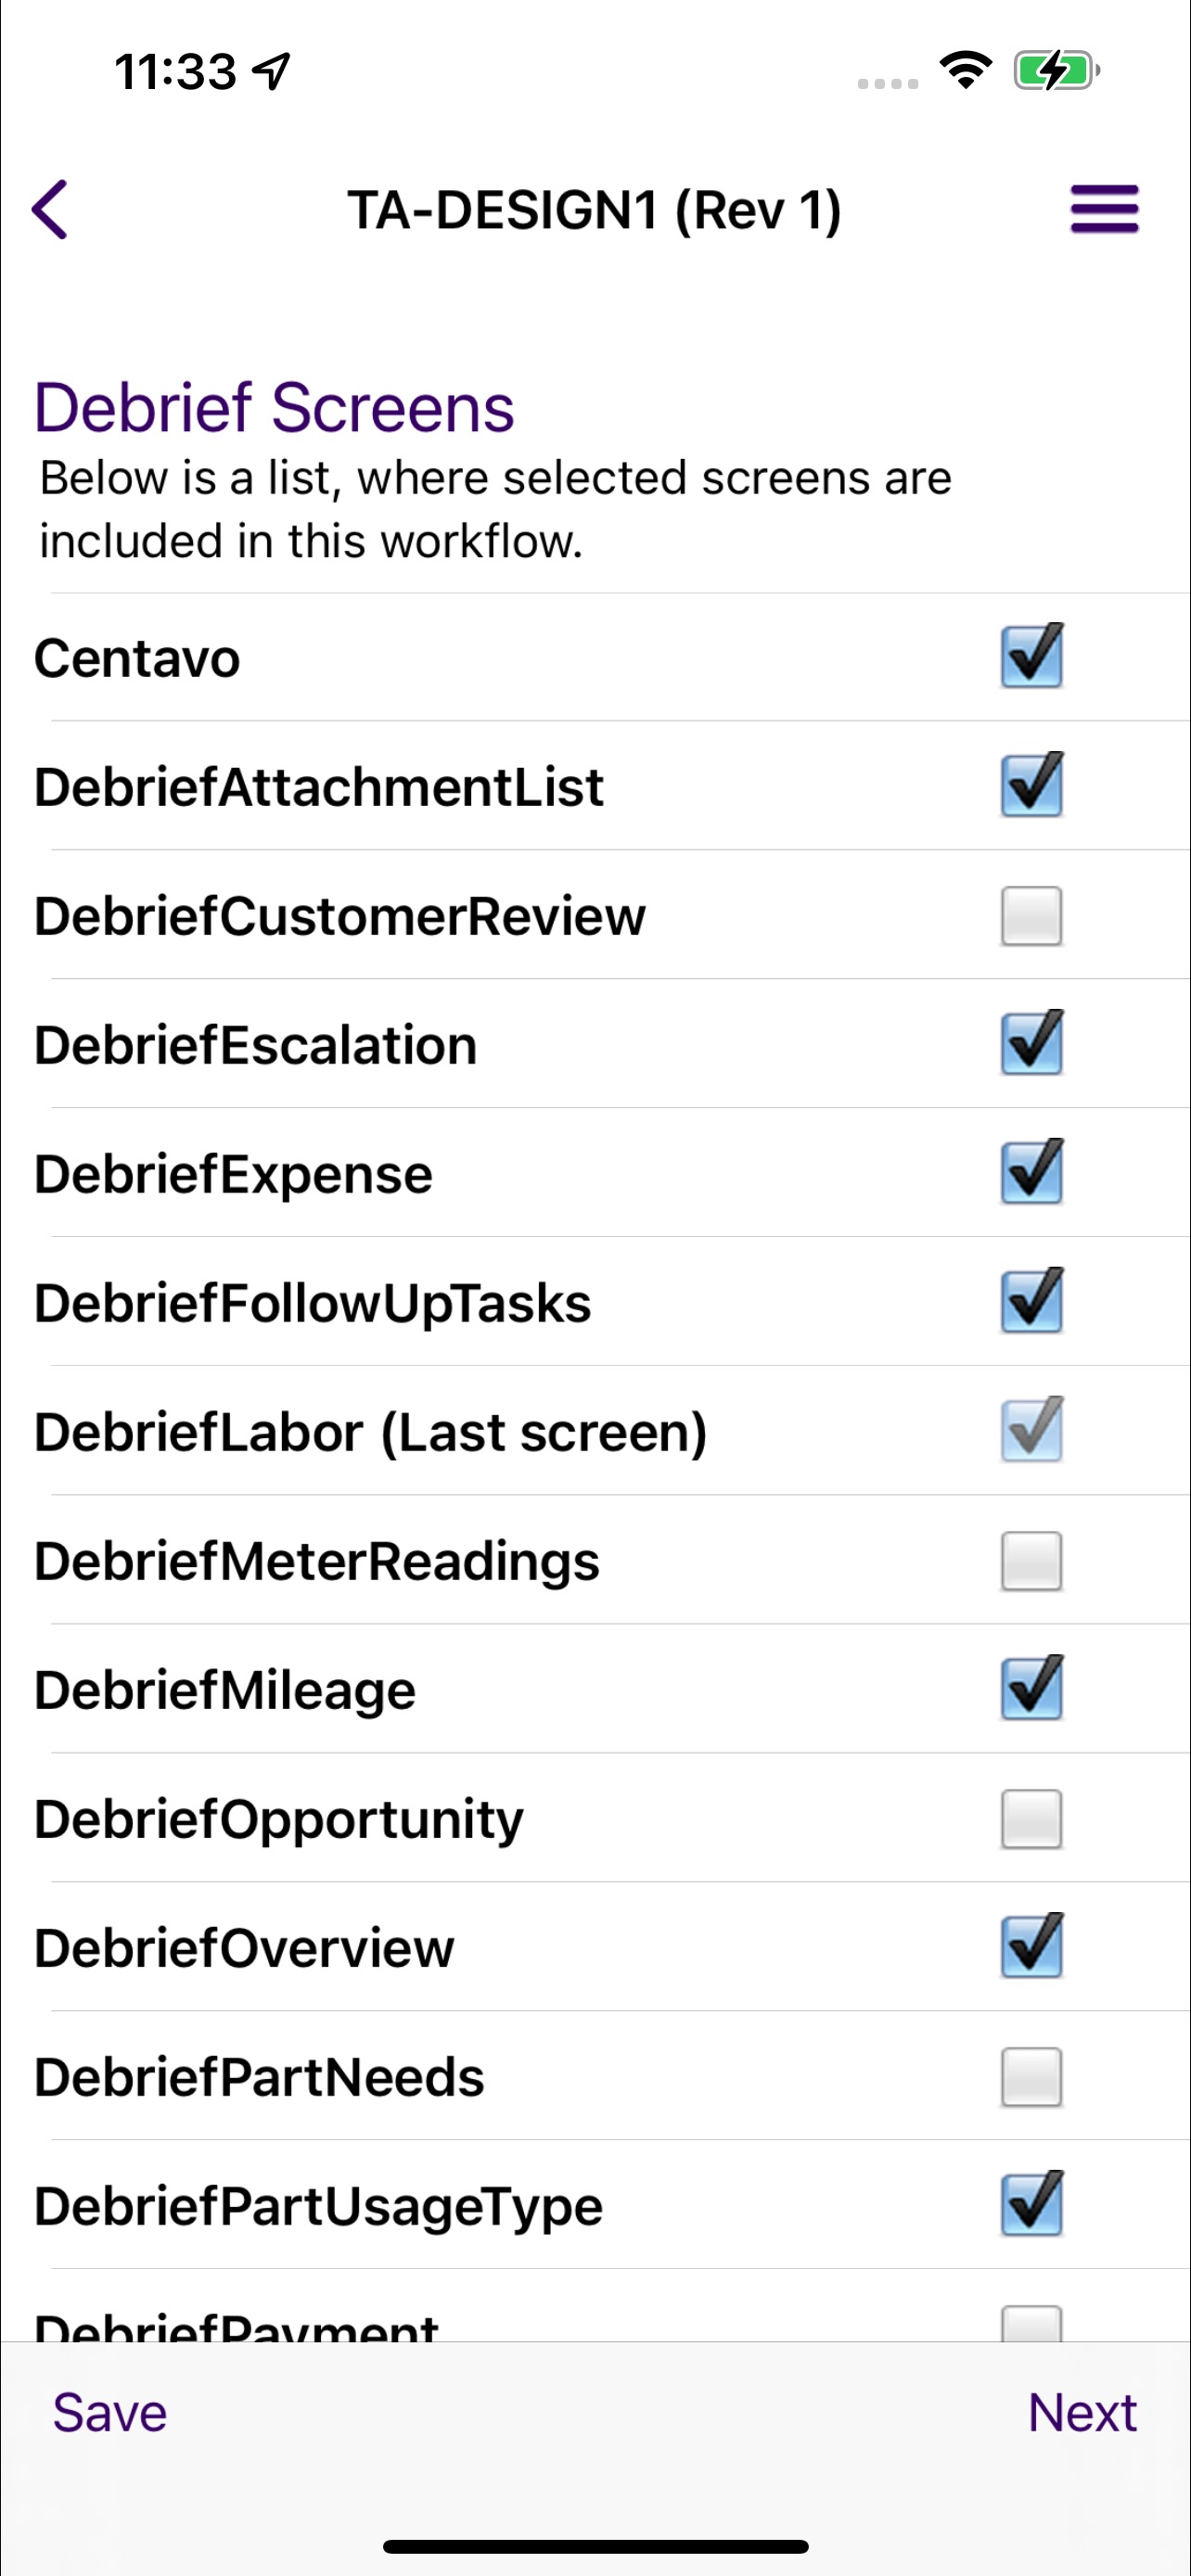 11:33
TA-DESIGN1 (Rev 1)
Debrief Screens
Below is a list, where selected screens are
included in this workflow.
Centavo
DebriefAttachmentList
DebriefCustomerReview
DebriefEscalation
DebriefExpense
DebriefFollowUpTasks
DebriefLabor (Last screen)
DebriefMeterReadings
DebriefMileage
DebriefOpportunity
DebriefOverview
DebriefPartNeeds
DebriefPartUsageType
DebriefPayment
Save
Next